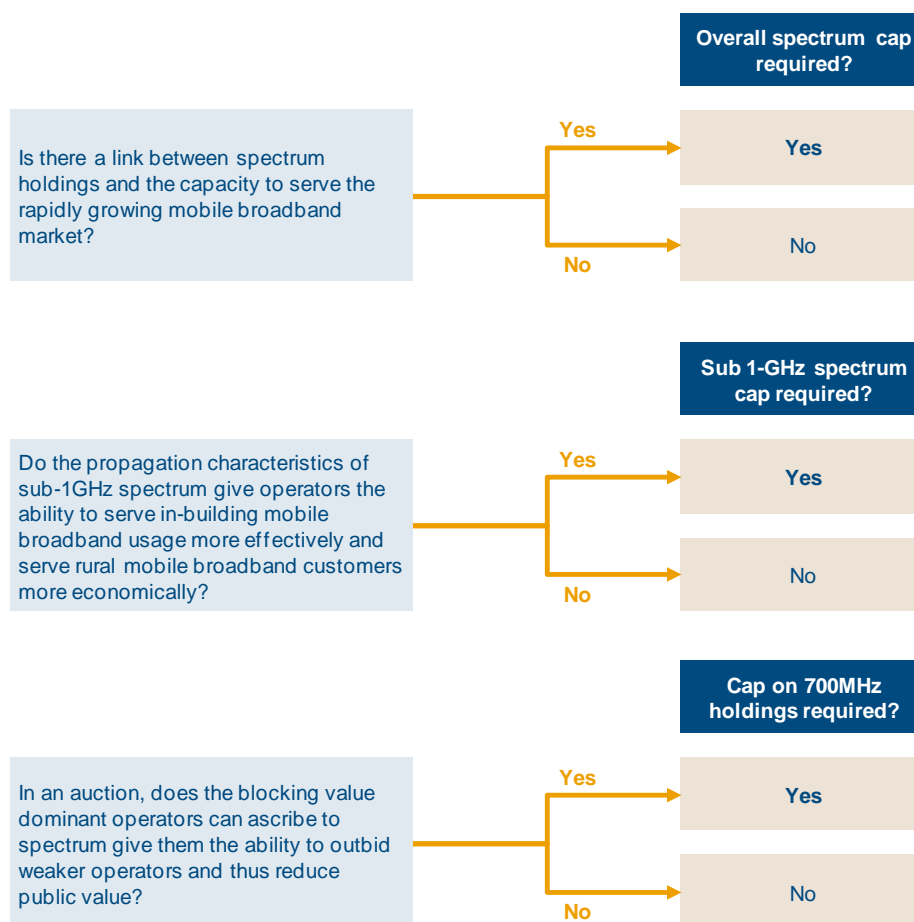 Overall spectrum cap
required?
Is there a link between spectrum
holdings and the capacity to serve the
rapidly growing mobile broadband
market?
Yes
Yes
No
No
Sub 1-GHz spectrum
cap required?
Do the propagation characteristics of
sub-1GHz spectrum give operators the
ability to serve in-building mobile
broadband usage more effectively and
serve rural mobile broadband customers
more economically?
Yes
Yes
No
No
Cap on 700MHz
holdings required?
In an auction, does the blocking value
dominant operators can ascribe to
spectrum give them the ability to outbid
weaker operators and thus reduce
public value?
Yes
Yes
No
No